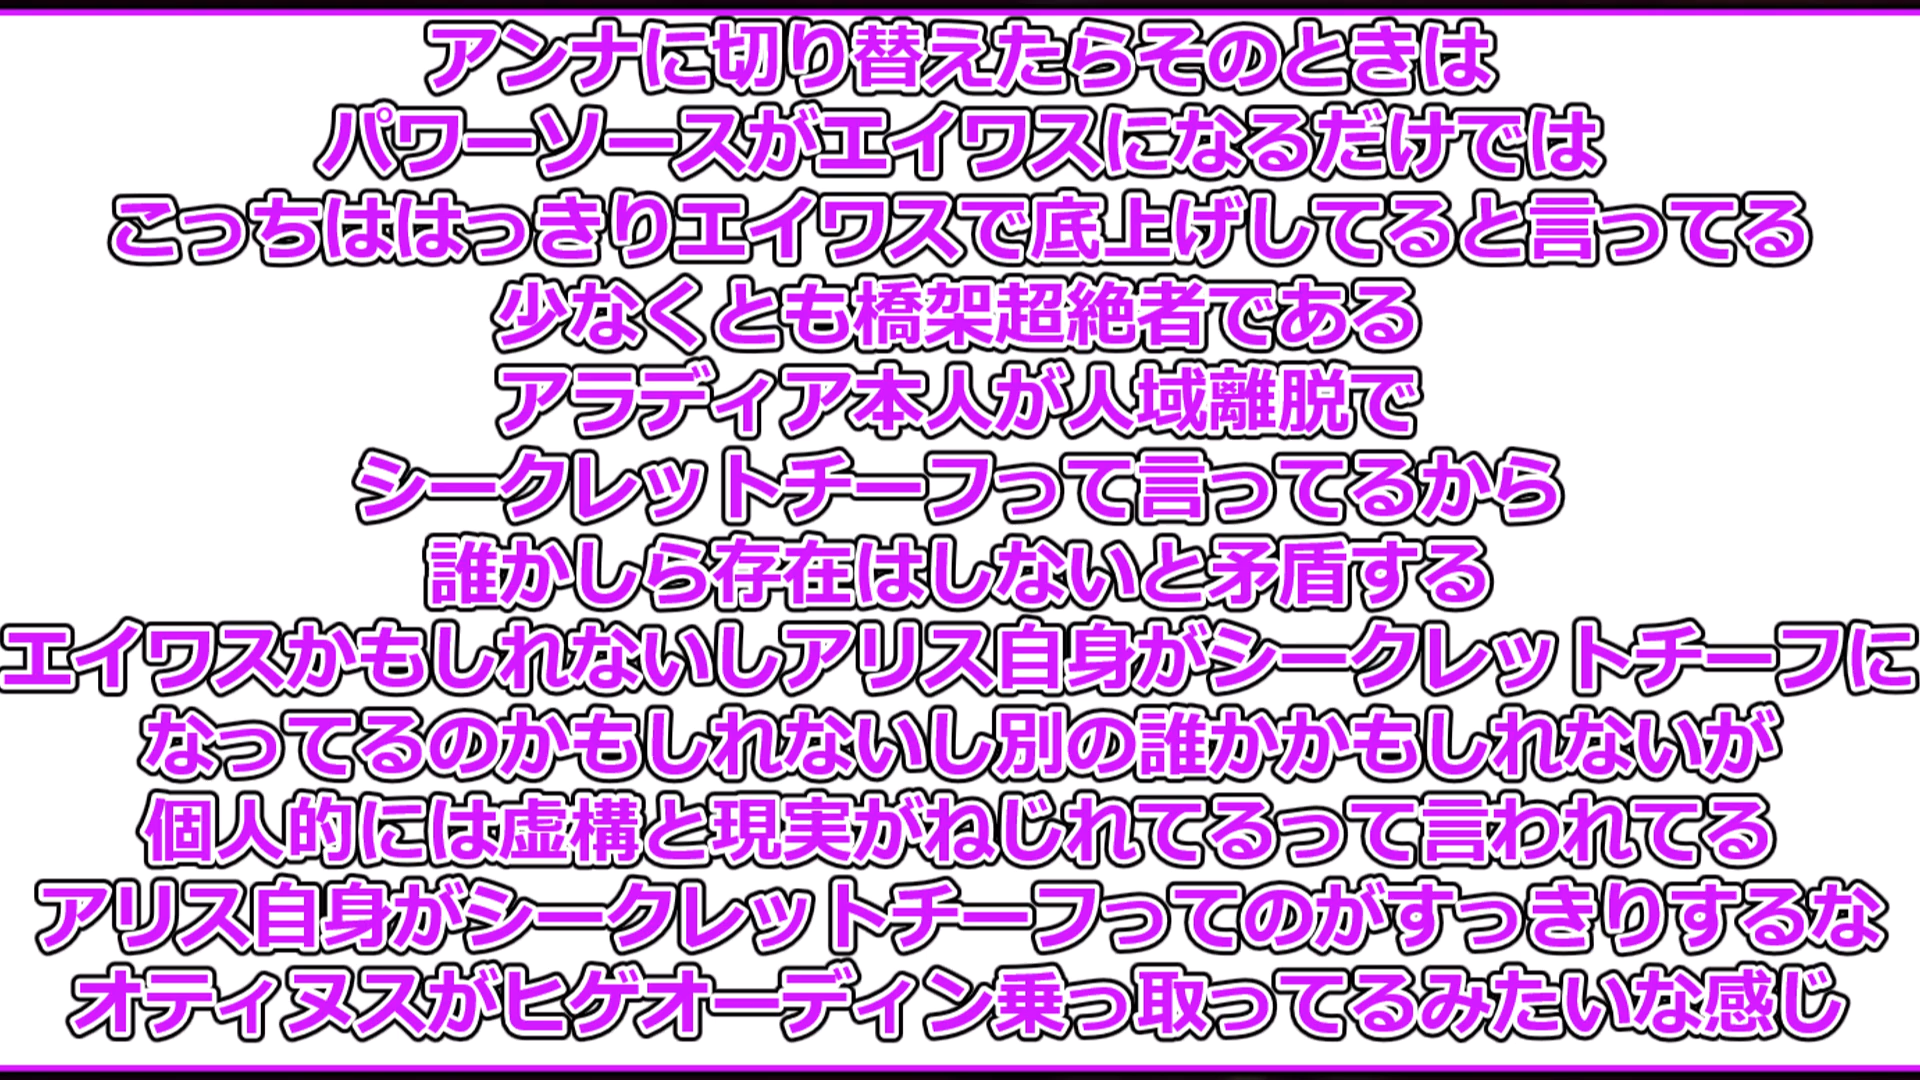 アンナに切り替えたらそのときは
パワーソースがエイワスになるだけでは
こっちははっきりエイワスで底上げしてると言ってる
少なくとも橋架超絶者である
アラディア本人が人域離脱で
シークレットチーフって言ってるから
誰かしら存在はしないと矛盾する
エイワスかもしれないしアリス自身がシークレットチーフに
なってるのかもしれないし別の誰かかもしれないが
個人的には虚構と現実がねじれてるって言われてる
アリス自身がシークレットチーフってのがすっきりするな
オティヌスがヒゲオーディン乗っ取ってるみたいな感じ